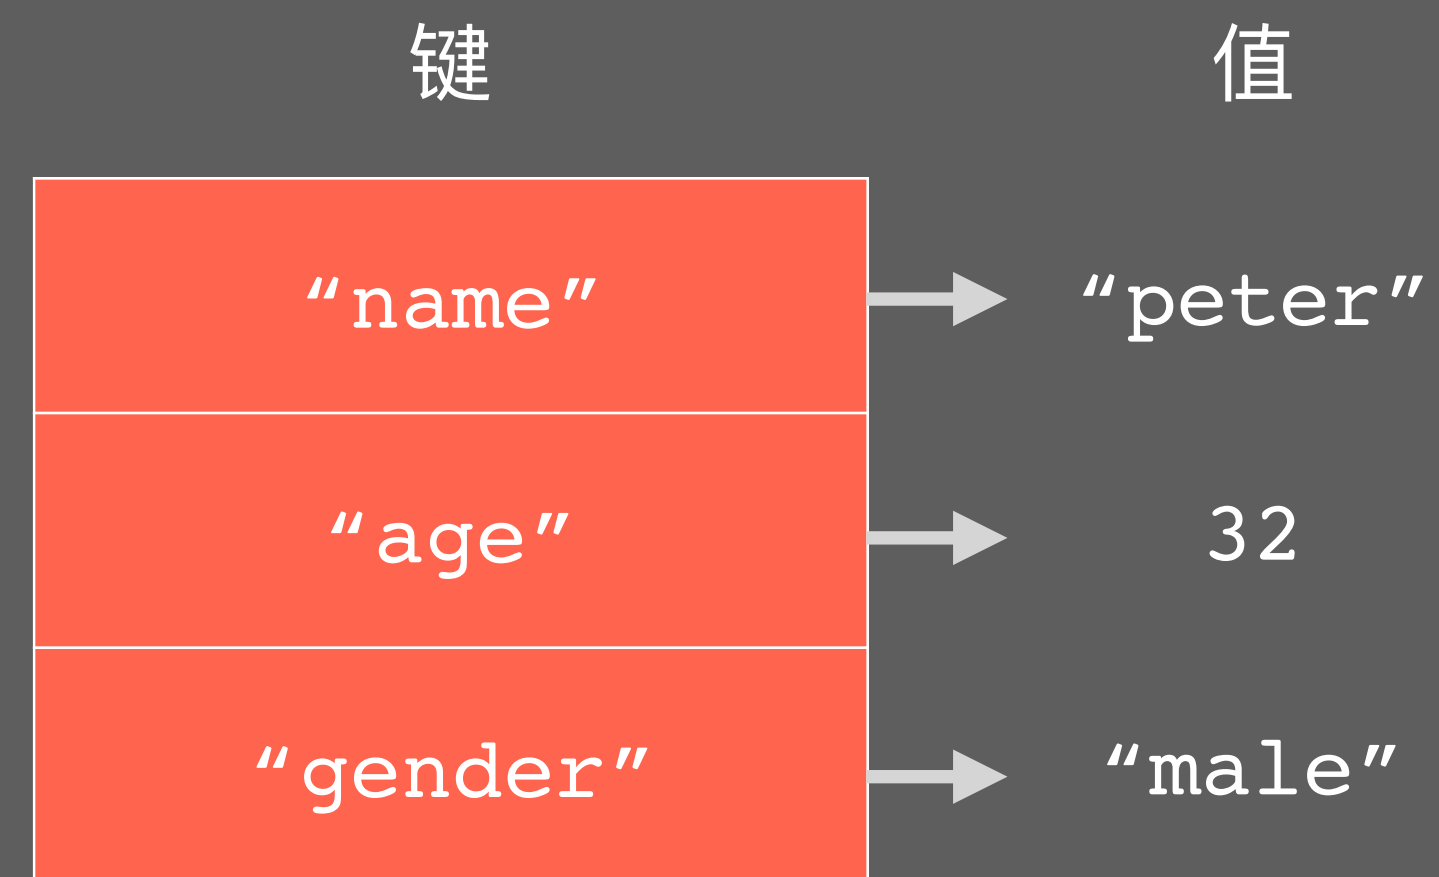 键 值
“name” “peter”
“age” 32
“gender” “male”